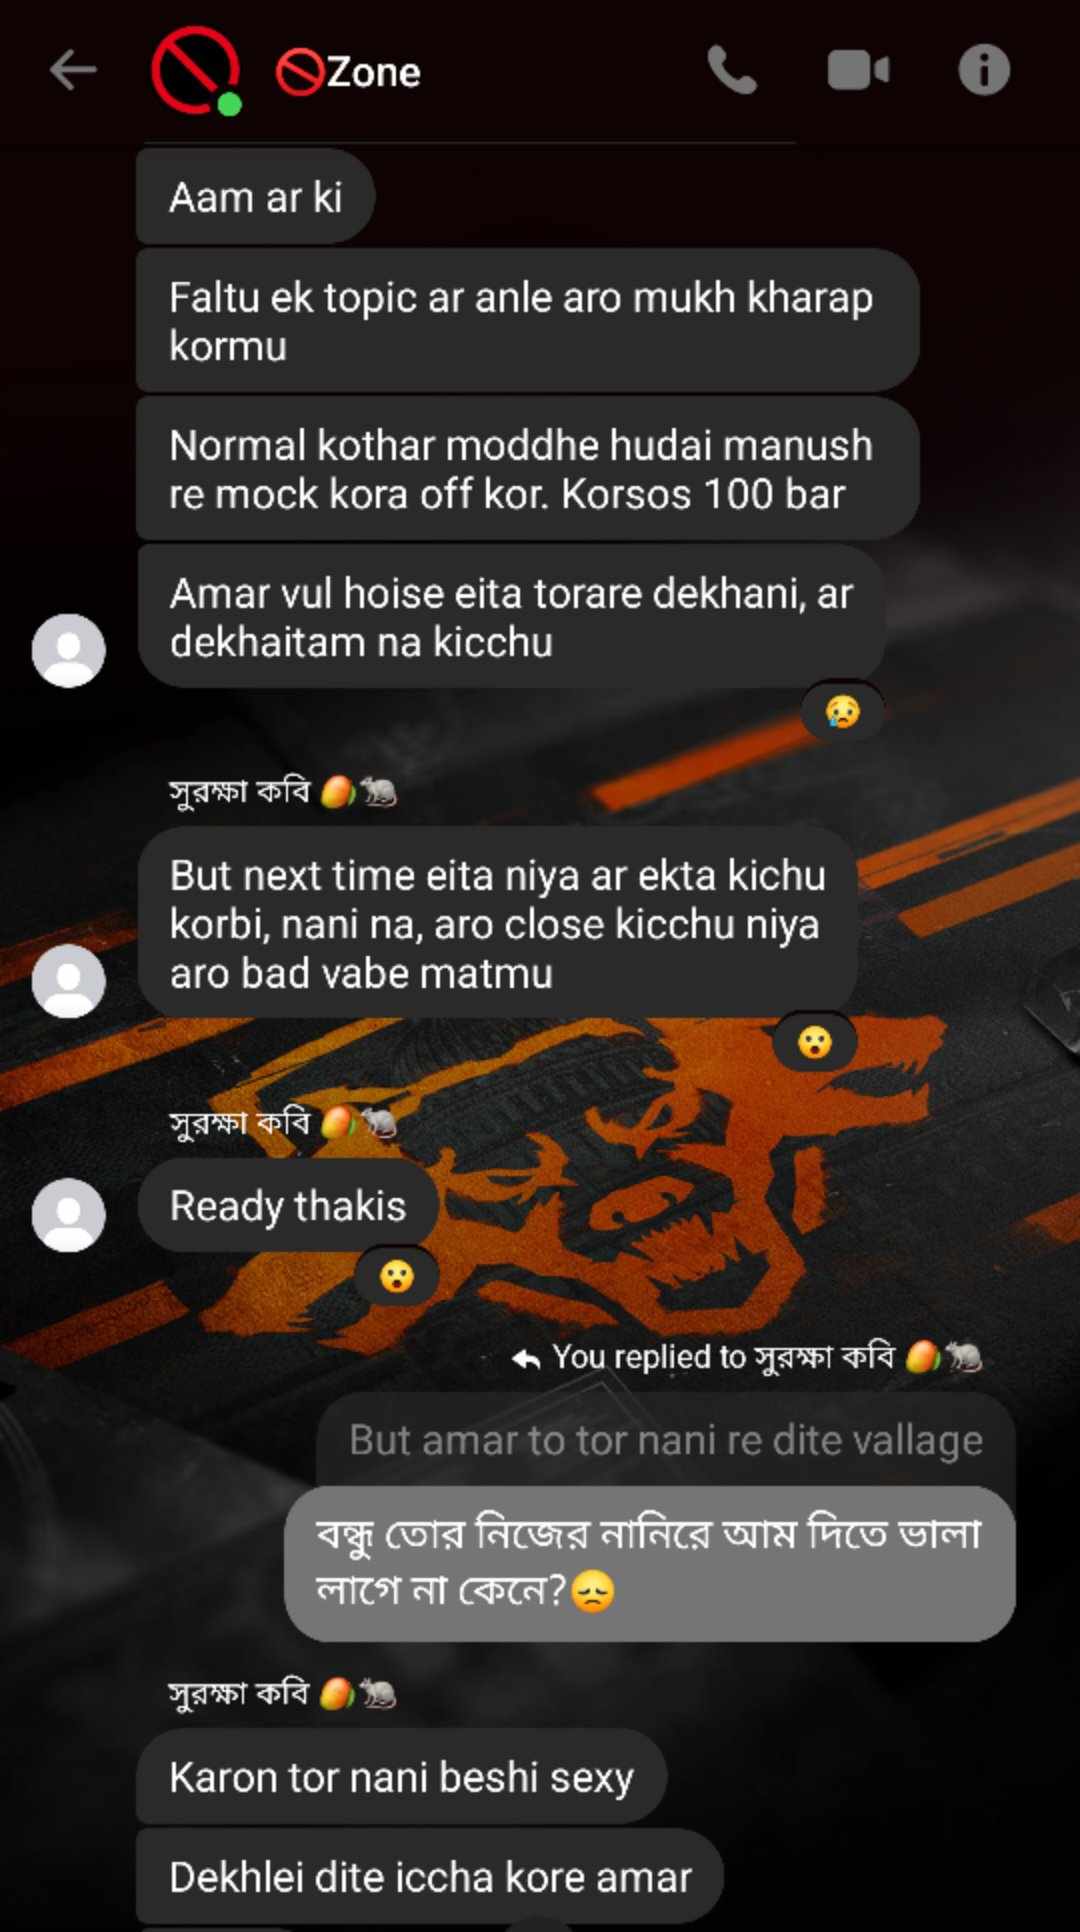 🚫Zone
Aam ar ki
Faltu ek topic ar anle aro mukh kharap
kormu
Normal kothar moddhe hudai manush
re mock kora off kor. Korsos 100 bar
Amar vul hoise eita torare dekhani, ar
dekhaitam na kicchu
সুরক্ষা কবি 🥭🐀
But next time eita niya ar ekta kichu
korbi, nani na, aro close kicchu niya
aro bad vabe matmu
সুরক্ষা কবি 🥭🐀
Ready thakis
You replied to সুরক্ষা কবি 🥭🐀
But amar to tor nani re dite vallage
বন্ধু তোর নিজের নানিরে আম দিতে ভালা
লাগে না কেনে?😞
সুরক্ষা কবি 🥭🐀
Karon tor nani beshi sexy
Dekhlei dite iccha kore amar